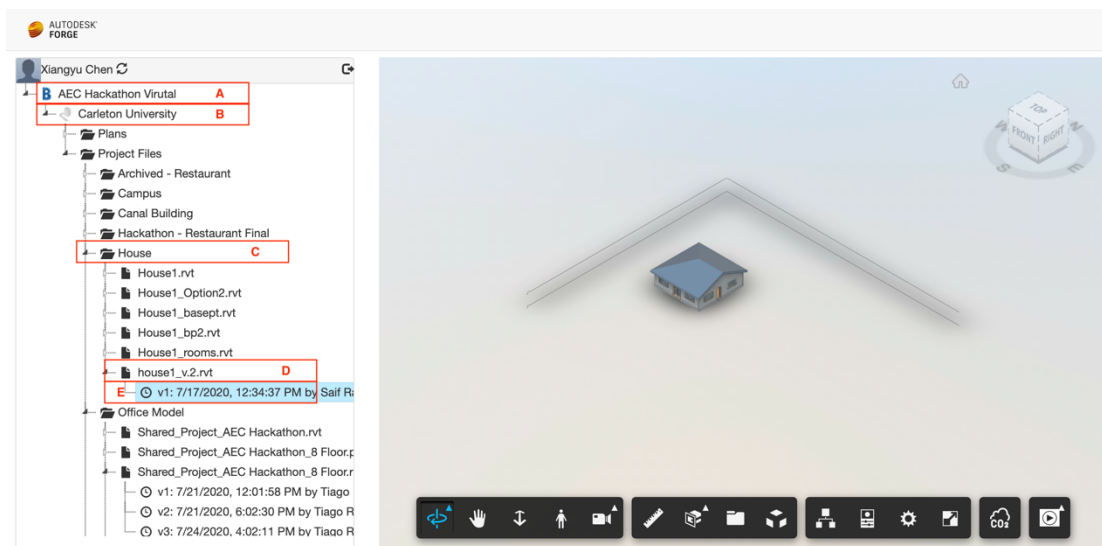 AUTODESK®
FORGE
Xiangyu Chen
B AEC Hackathon Virutal A
Carleton University B
Plans
Project Files
Archived - Restaurant
Campus
Canal Building
Hackathon - Restaurant Final
House C
House1.rvt
House1_Option2.rvt
House1_basept.rvt
House1_bp2.rvt
House1_rooms.rvt
house1_v.2.rvt D
E v1: 7/17/2020, 12:34:37 PM by Saif Ra
Office Model
Shared_Project_AEC Hackathon.rvt
Shared_Project_AEC Hackathon_8 Floor.p
Shared_Project_AEC Hackathon_8 Floor.r
v1: 7/21/2020, 12:01:58 PM by Tiago
v2: 7/21/2020, 6:02:30 PM by Tiago R
v3: 7/24/2020, 4:02:11 PM by Tiago R
TOP
W FRONT RIGHT N
S E
CO2